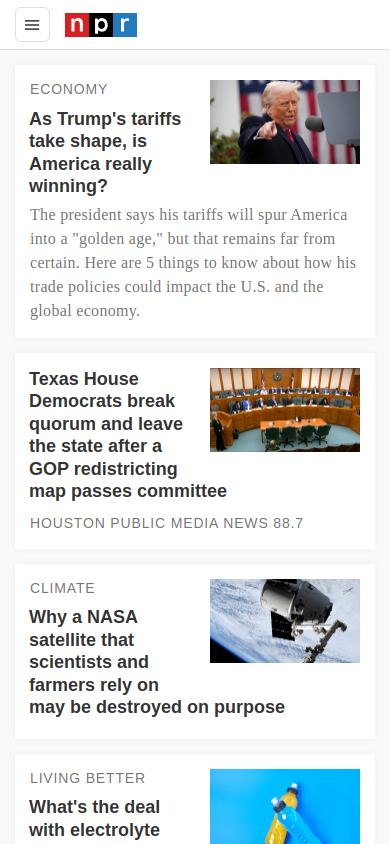 npr
ECONOMY
As Trump's tariffs
take shape, is
America really
winning?
The president says his tariffs will spur America
into a "golden age," but that remains far from
certain. Here are 5 things to know about how his
trade policies could impact the U.S. and the
global economy.
Texas House
Democrats break
quorum and leave
the state after a
GOP redistricting
map passes committee
HOUSTON PUBLIC MEDIA NEWS 88.7
CLIMATE
Why a NASA
satellite that
scientists and
farmers rely on
may be destroyed on purpose
LIVING BETTER
What's the deal
with electrolyte